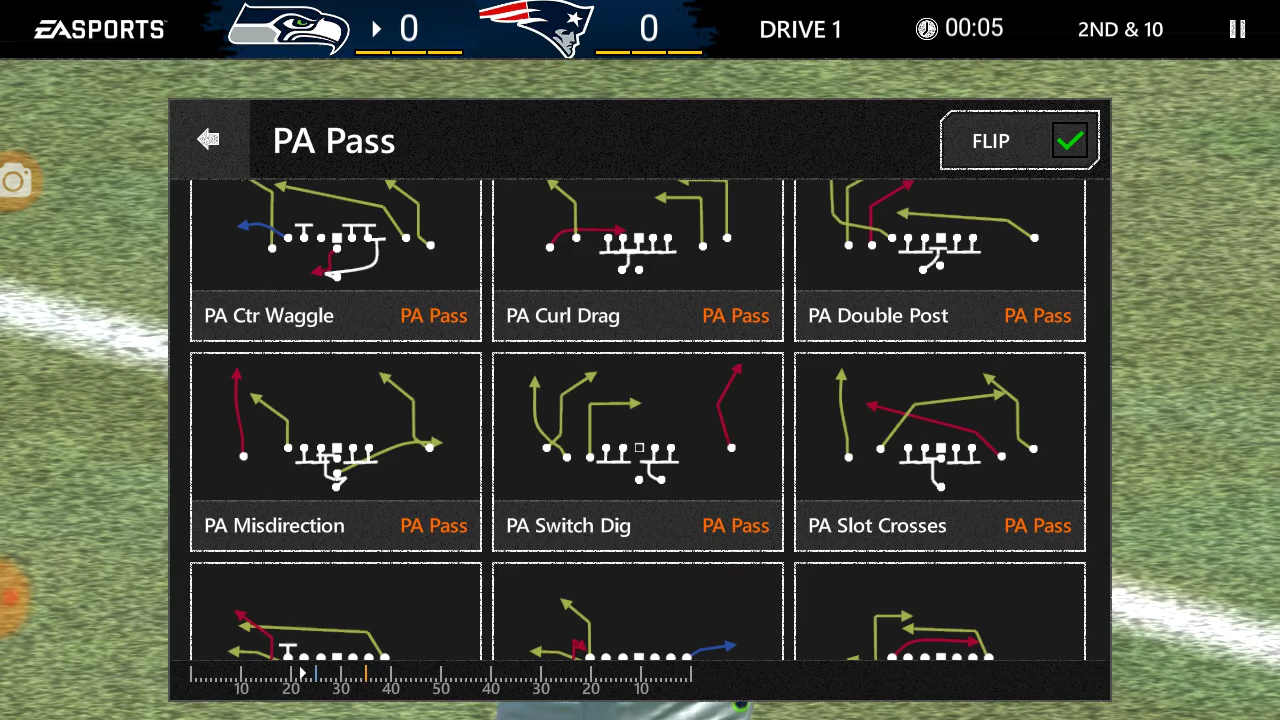 EA SPORTS 0 0 DRIVE 1 00:05 2ND & 10
PA Pass FLIP
PA Ctr Waggle PA Pass PA Curl Drag PA Pass PA Double Post PA Pass
PA Misdirection PA Pass PA Switch Dig PA Pass PA Slot Crosses PA Pass
10 20 30 40 50 40 30 20 10